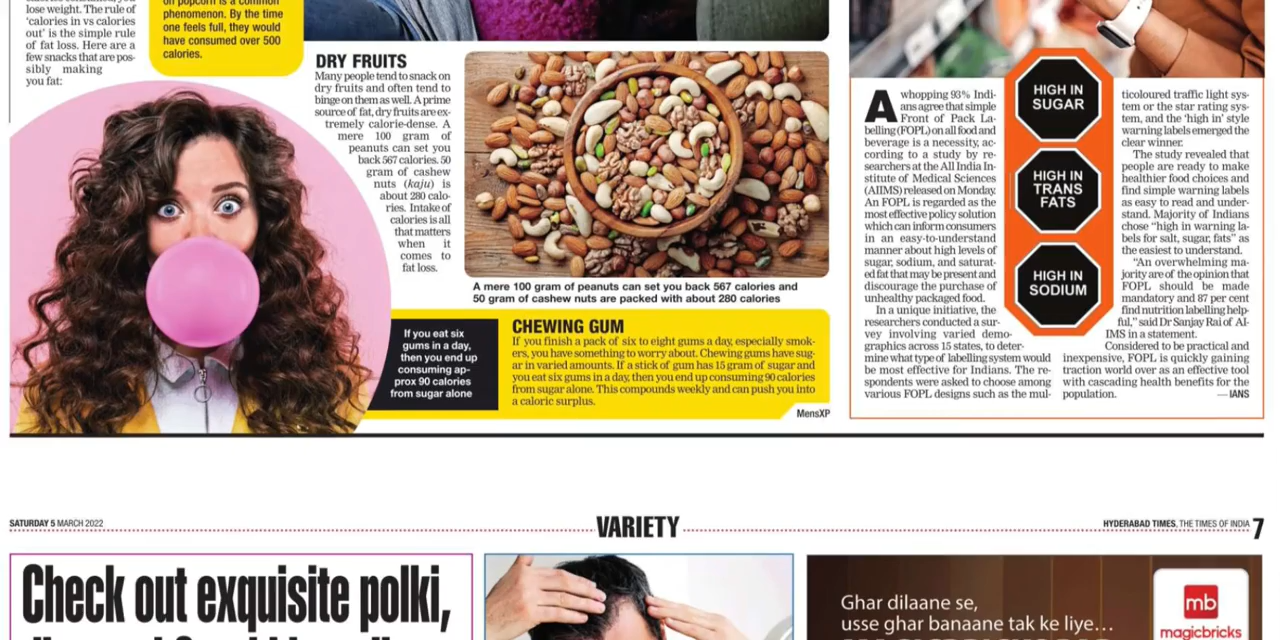 lose weight. The rule of
‘calories in vs calories
out’ is the simple rule
of fat loss. Here are a
few snacks that are pos-
sibly making
you fat:
on popcorn is a common
phenomenon. By the time
one feels full, they would
have consumed over 500
calories.
DRY FRUITS
Many people tend to snack on
dry fruits and often tend to
binge on them as well. A prime
source of fat, dry fruits are ex-
tremely calorie-dense. A
mere 100 gram of
peanuts can set you
back 567 calories. 50
gram of cashew
nuts (kaju) is
about 280 calo-
ries. Intake of
calories is all
that matters
when it
comes to
fat loss.
A mere 100 gram of peanuts can set you back 567 calories and
50 gram of cashew nuts are packed with about 280 calories
If you eat six
gums in a day,
then you end up
consuming ap-
prox 90 calories
from sugar alone
CHEWING GUM
If you finish a pack of six to eight gums a day, especially smok-
ers, you have something to worry about. Chewing gums have sug-
ar in varied amounts. If a stick of gum has 15 gram of sugar and
you eat six gums in a day, then you end up consuming 90 calories
from sugar alone. This compounds weekly and can push you into
a caloric surplus.
MensXP
A whopping 93% Indi-
ans agree that simple
Front of Pack La-
belling (FOPL) on all food and
beverage is a necessity, ac-
cording to a study by re-
searchers at the All India In-
stitute of Medical Sciences
(AIIMS) released on Monday.
An FOPL is regarded as the
most effective policy solution
which can inform consumers
in an easy-to-understand
manner about high levels of
sugar, sodium, and saturat-
ed fat that may be present and
discourage the purchase of
unhealthy packaged food.
In a unique initiative, the
researchers conducted a sur-
vey involving varied demo-
graphics across 15 states, to deter-
mine what type of labelling system would
be most effective for Indians. The re-
spondents were asked to choose among
various FOPL designs such as the mul-
HIGH IN
SUGAR
HIGH IN
TRANS
FATS
HIGH IN
SODIUM
ticoloured traffic light sys-
tem or the star rating sys-
tem, and the ‘high in’ style
warning labels emerged the
clear winner.
The study revealed that
people are ready to make
healthier food choices and
find simple warning labels
as easy to read and under-
stand. Majority of Indians
chose “high in warning la-
bels for salt, sugar, fats” as
the easiest to understand.
“An overwhelming ma-
jority are of the opinion that
FOPL should be made
mandatory and 87 per cent
find nutrition labelling help-
ful,” said Dr Sanjay Rai of AI-
IMS in a statement.
Considered to be practical and
inexpensive, FOPL is quickly gaining
traction world over as an effective tool
with cascading health benefits for the
population.
— IANS
SATURDAY 5 MARCH 2022
VARIETY
HYDERABAD TIMES, THE TIMES OF INDIA 7
Check out exquisite polki,
Ghar dilaane se,
usse ghar banaane tak ke liye...
mb
magicbricks